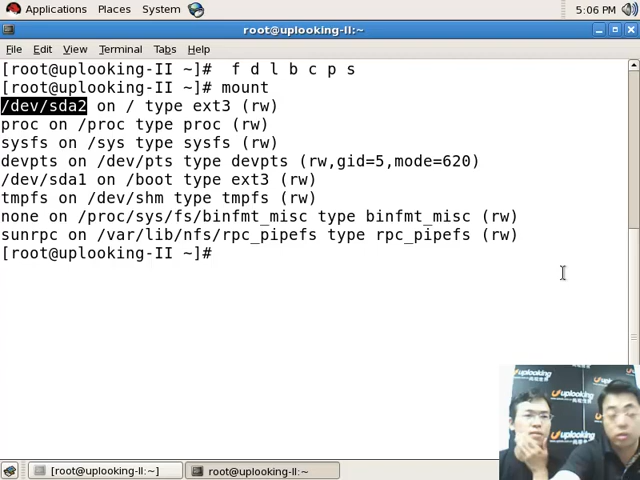 Applications Places System 5:06 PM
root@uplooking-II:~
File Edit View Terminal Tabs Help
[root@uplooking-II ~]#  f d l b c p s
[root@uplooking-II ~]# mount
/dev/sda2 on / type ext3 (rw)
proc on /proc type proc (rw)
sysfs on /sys type sysfs (rw)
devpts on /dev/pts type devpts (rw,gid=5,mode=620)
/dev/sda1 on /boot type ext3 (rw)
tmpfs on /dev/shm type tmpfs (rw)
none on /proc/sys/fs/binfmt_misc type binfmt_misc (rw)
sunrpc on /var/lib/nfs/rpc_pipefs type rpc_pipefs (rw)
[root@uplooking-II ~]#
uplooking
[root@uplooking-II:~] root@uplooking-II:~